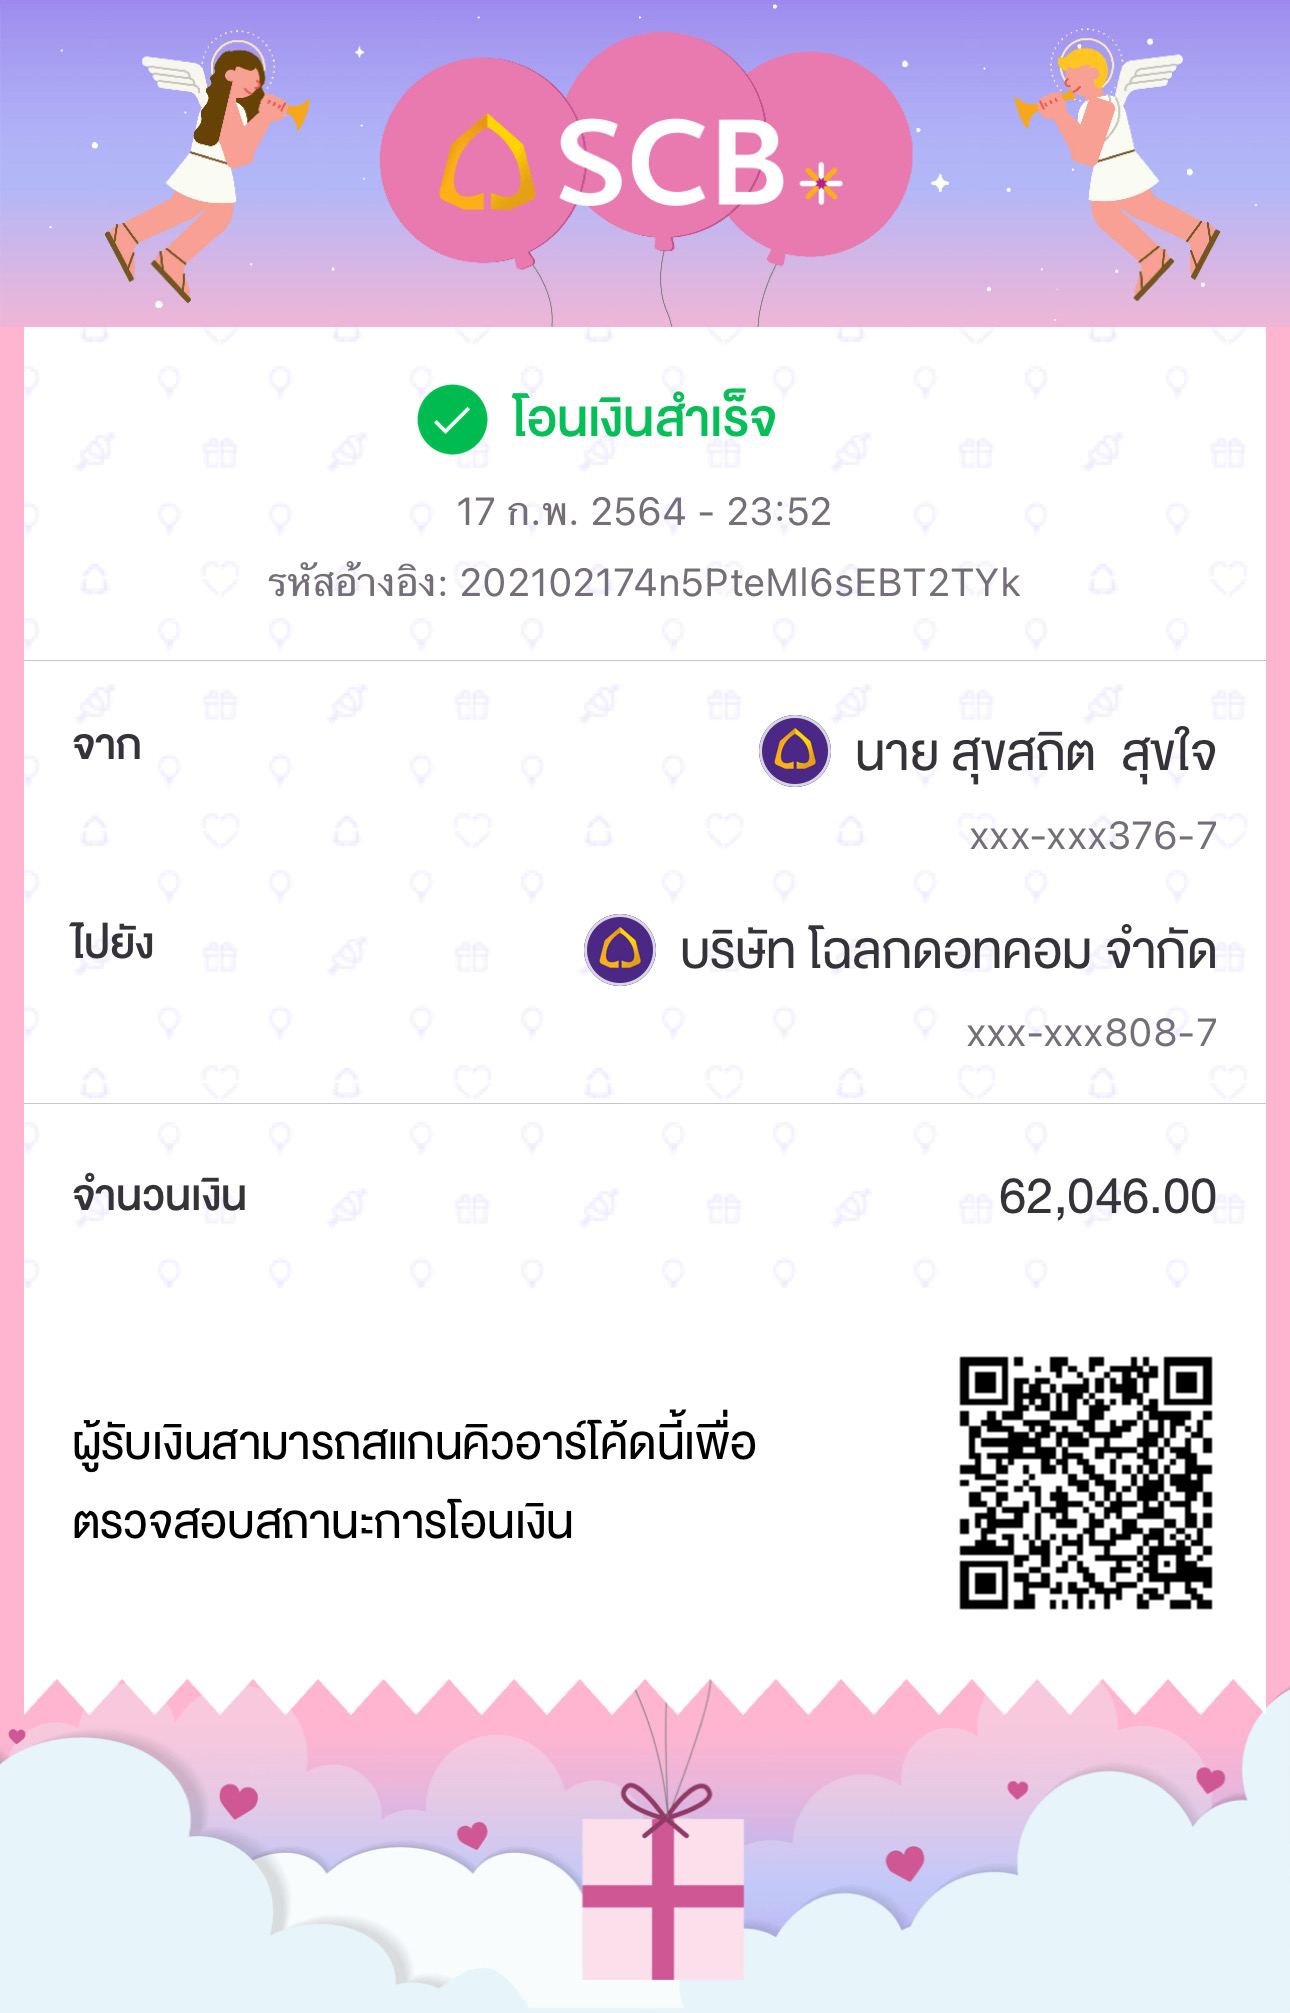 SCB
โอนเงินสำเร็จ
17 ก.พ. 2564 - 23:52
รหัสอ้างอิง: 202102174n5PteMl6sEBT2TYk
จาก
นาย สุขสถิต สุขใจ
xxx-xxx376-7
ไปยัง
บริษัท โฉลกดอทคอม จำกัด
xxx-xxx808-7
จำนวนเงิน 62,046.00
ผู้รับเงินสามารถสแกนคิวอาร์โค้ดนี้เพื่อ
ตรวจสอบสถานะการโอนเงิน